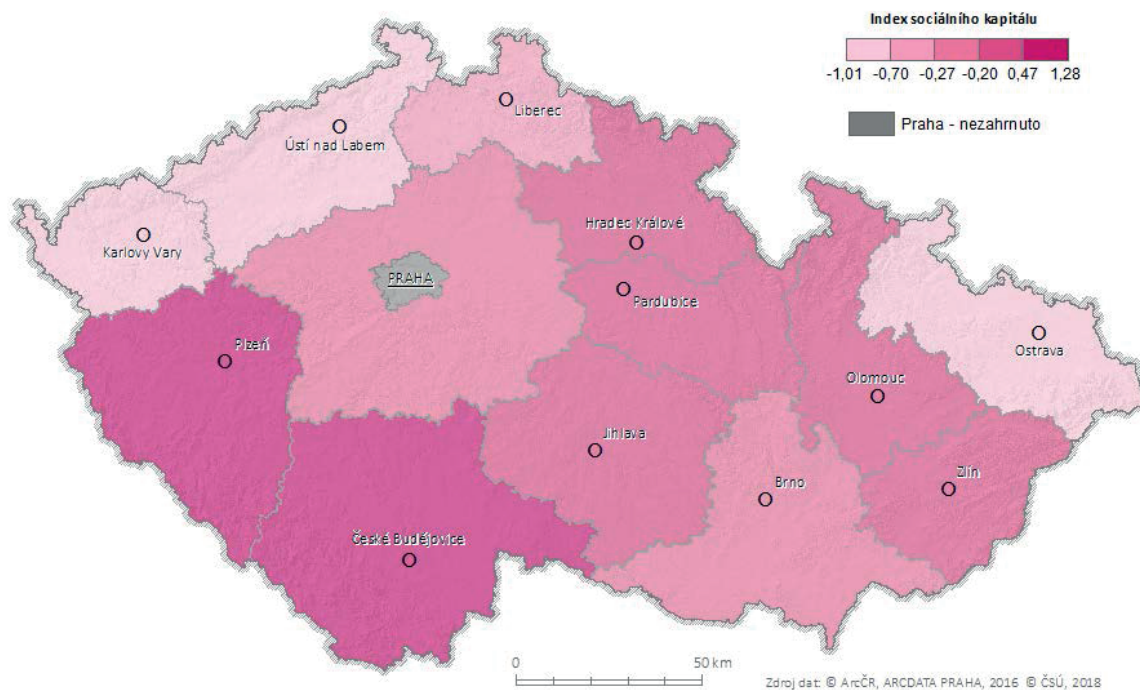 Index sociálního kapitálu
-1,01 -0,70 -0,27 -0,20 0,47 1,28
Praha - nezahrnuto
Liberec
Ústí nad Labem
Hradec Králové
Karlovy Vary
PRAHA
Pardubice
Ostrava
Plzeň
Olomouc
Jihlava
Zlín
Brno
České Budějovice
0 50 km
Zdroj dat: © ArcČR, ARCDATA PRAHA, 2016 © ČSÚ, 2018